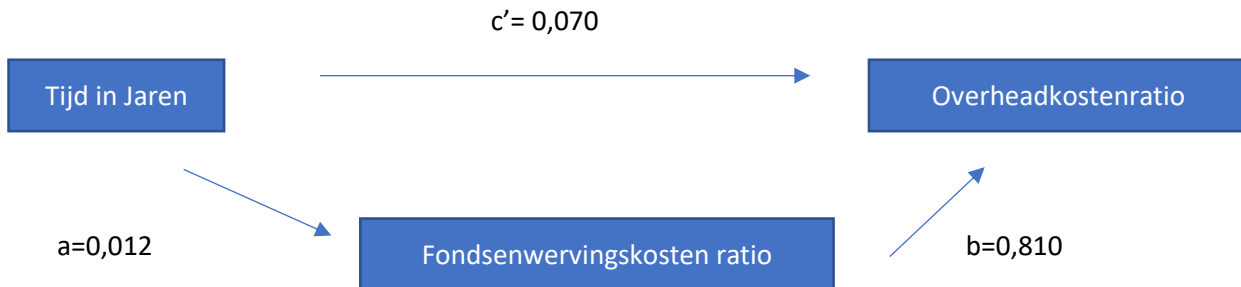 c’= 0,070
Tijd in Jaren
Overheadkostenratio
a=0,012
Fondsenwervingskosten ratio
b=0,810